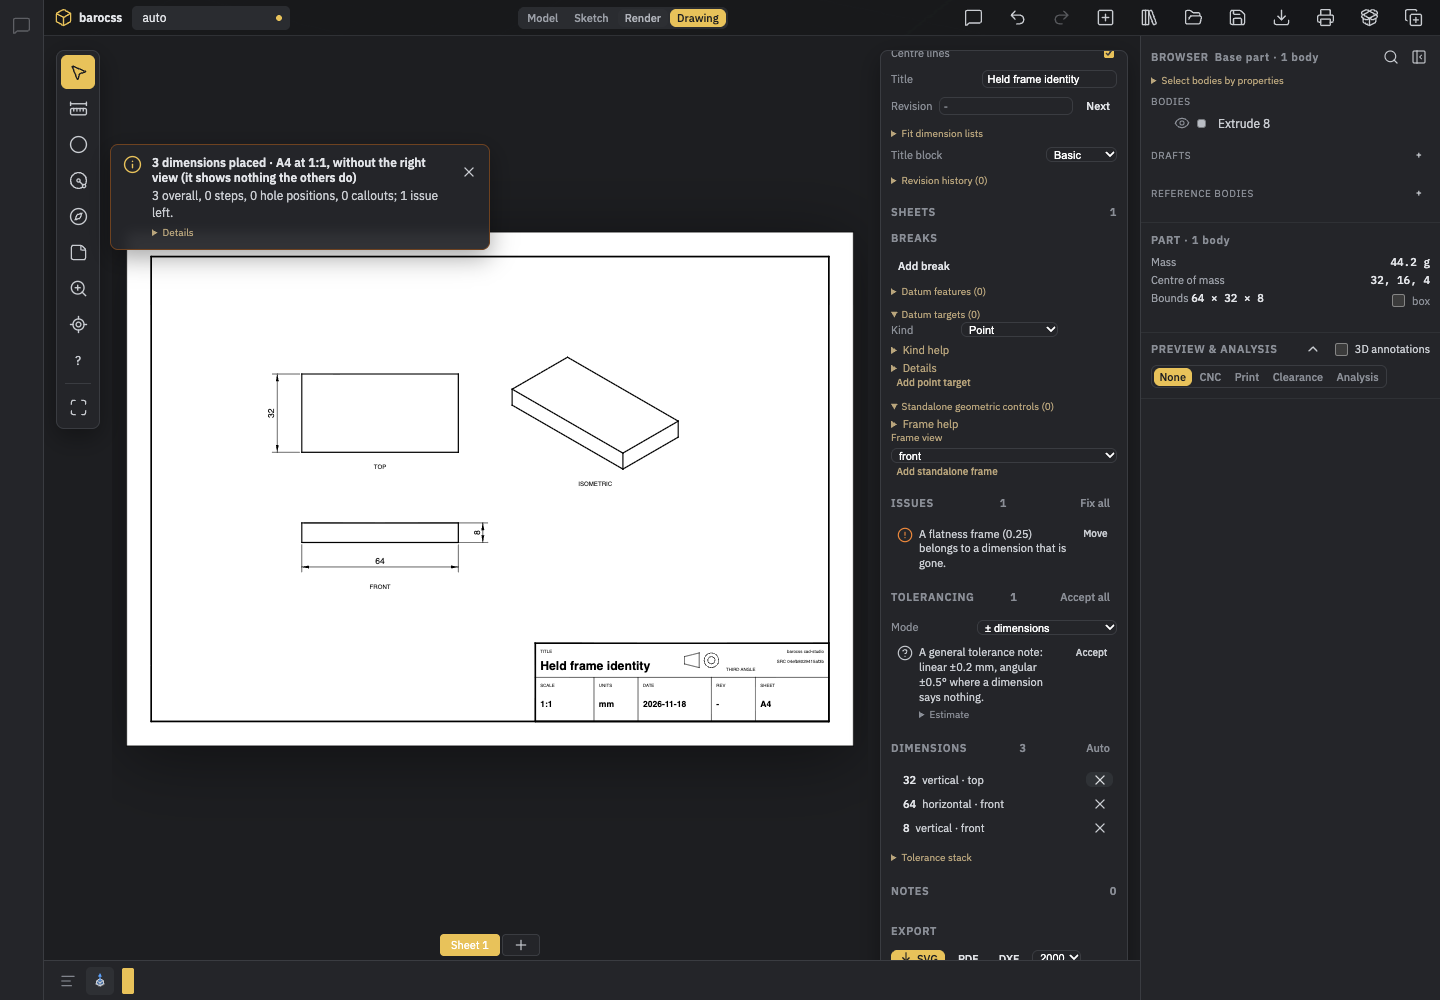 barocss
auto
Model
Sketch
Render
Drawing
?
3 dimensions placed · A4 at 1:1, without the right
view (it shows nothing the others do)
3 overall, 0 steps, 0 hole positions, 0 callouts; 1 issue
left.
Details
32
TOP
ISOMETRIC
8
64
FRONT
TITLE
Held frame identity
THIRD ANGLE
barocss cad-studio
SCALE
1:1
UNITS
mm
DATE
2026-11-18
REV
-
SHEET
A4
Sheet 1
Centre lines
Title
Held frame identity
Revision
-
Next
Fit dimension lists
Title block
Basic
Revision history (0)
SHEETS
1
BREAKS
Add break
Datum features (0)
Datum targets (0)
Kind
Point
Kind help
Details
Add point target
Standalone geometric controls (0)
Frame help
Frame view
front
Add standalone frame
ISSUES
1
Fix all
A flatness frame (0.25)
belongs to a dimension that is
gone.
Move
TOLERANCING
1
Accept all
Mode
± dimensions
A general tolerance note:
linear ±0.2 mm, angular
±0.5° where a dimension
says nothing.
Accept
Estimate
DIMENSIONS
3
Auto
32 vertical · top
64 horizontal · front
8 vertical · front
Tolerance stack
NOTES
0
EXPORT
SVG
PDF
DXF
2000
BROWSER Base part · 1 body
Select bodies by properties
BODIES
Extrude 8
DRAFTS
+
REFERENCE BODIES
+
PART · 1 body
Mass
44.2 g
Centre of mass
32, 16, 4
Bounds 64 × 32 × 8
box
PREVIEW & ANALYSIS
3D annotations
None
CNC
Print
Clearance
Analysis